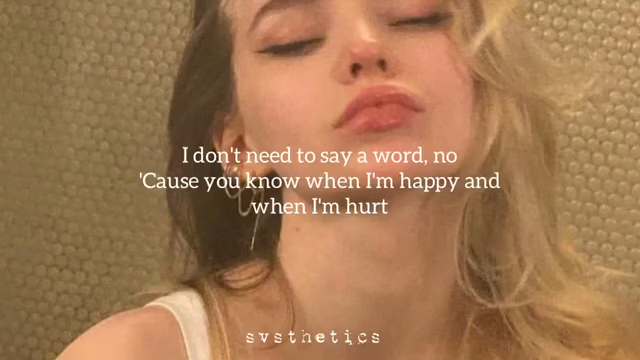 I don't need to say a word, no
'Cause you know when I'm happy and
when I'm hurt
svsthetics